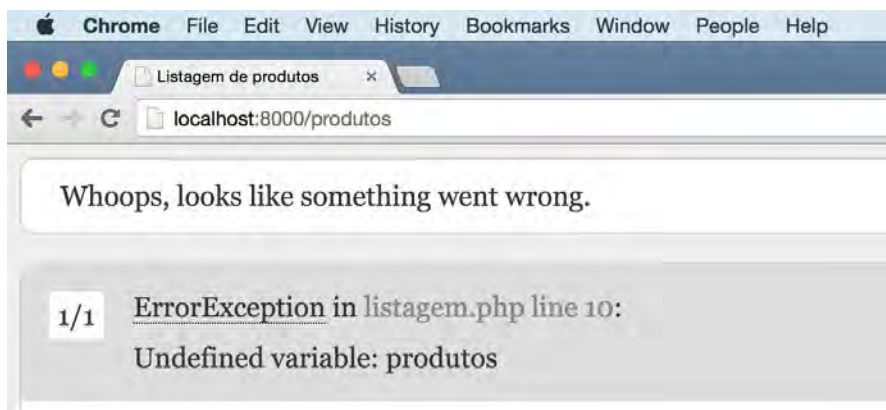 Chrome File Edit View History Bookmarks Window People Help
Listagem de produtos ×
localhost:8000/produtos
Whoops, looks like something went wrong.
1/1 ErrorException in listagem.php line 10:
Undefined variable: produtos